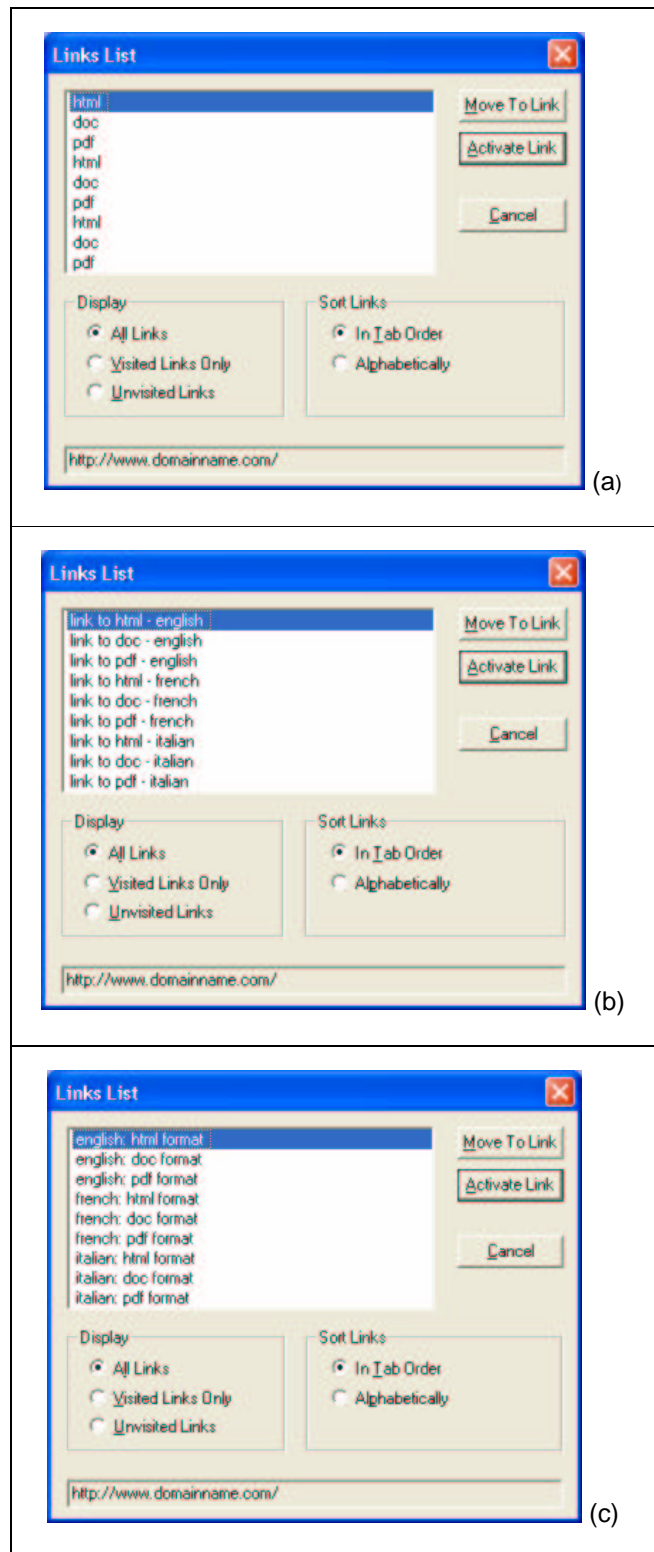 Links List
html
doc
pdf
html
doc
pdf
html
doc
pdf
Move To Link
Activate Link
Cancel
Display
All Links
Visited Links Only
Unvisited Links
Sort Links
In Tab Order
Alphabetically
http://www.domainname.com/
(a)
Links List
link to html - english
link to doc - english
link to pdf - english
link to html - french
link to doc - french
link to pdf - french
link to html - italian
link to doc - italian
link to pdf - italian
Move To Link
Activate Link
Cancel
Display
All Links
Visited Links Only
Unvisited Links
Sort Links
In Tab Order
Alphabetically
http://www.domainname.com/
(b)
Links List
english: html format
english: doc format
english: pdf format
french: html format
french: doc format
french: pdf format
italian: html format
italian: doc format
italian: pdf format
Move To Link
Activate Link
Cancel
Display
All Links
Visited Links Only
Unvisited Links
Sort Links
In Tab Order
Alphabetically
http://www.domainname.com/
(c)